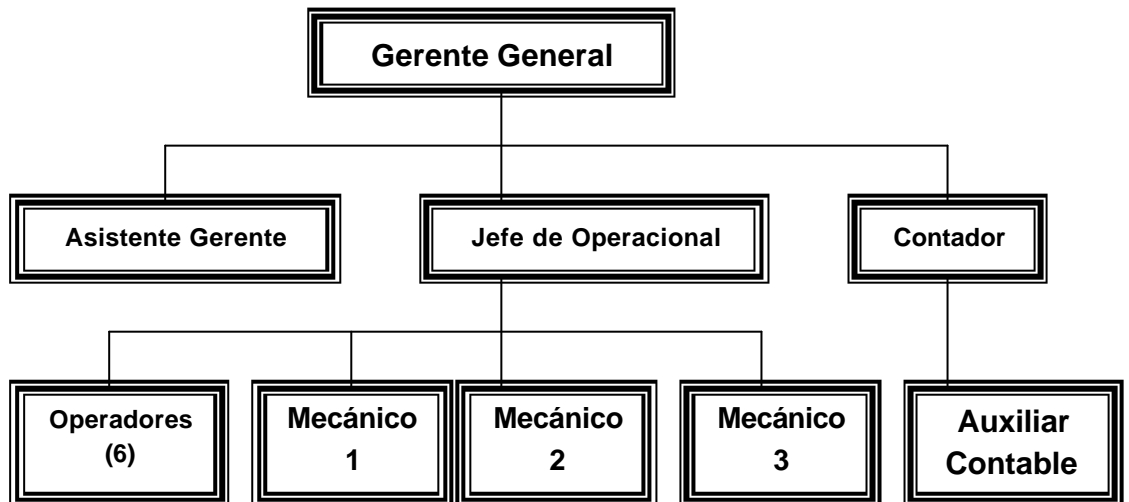 Gerente General
Asistente Gerente
Jefe de Operacional
Contador
Operadores
(6)
Mecánico
1
Mecánico
2
Mecánico
3
Auxiliar
Contable